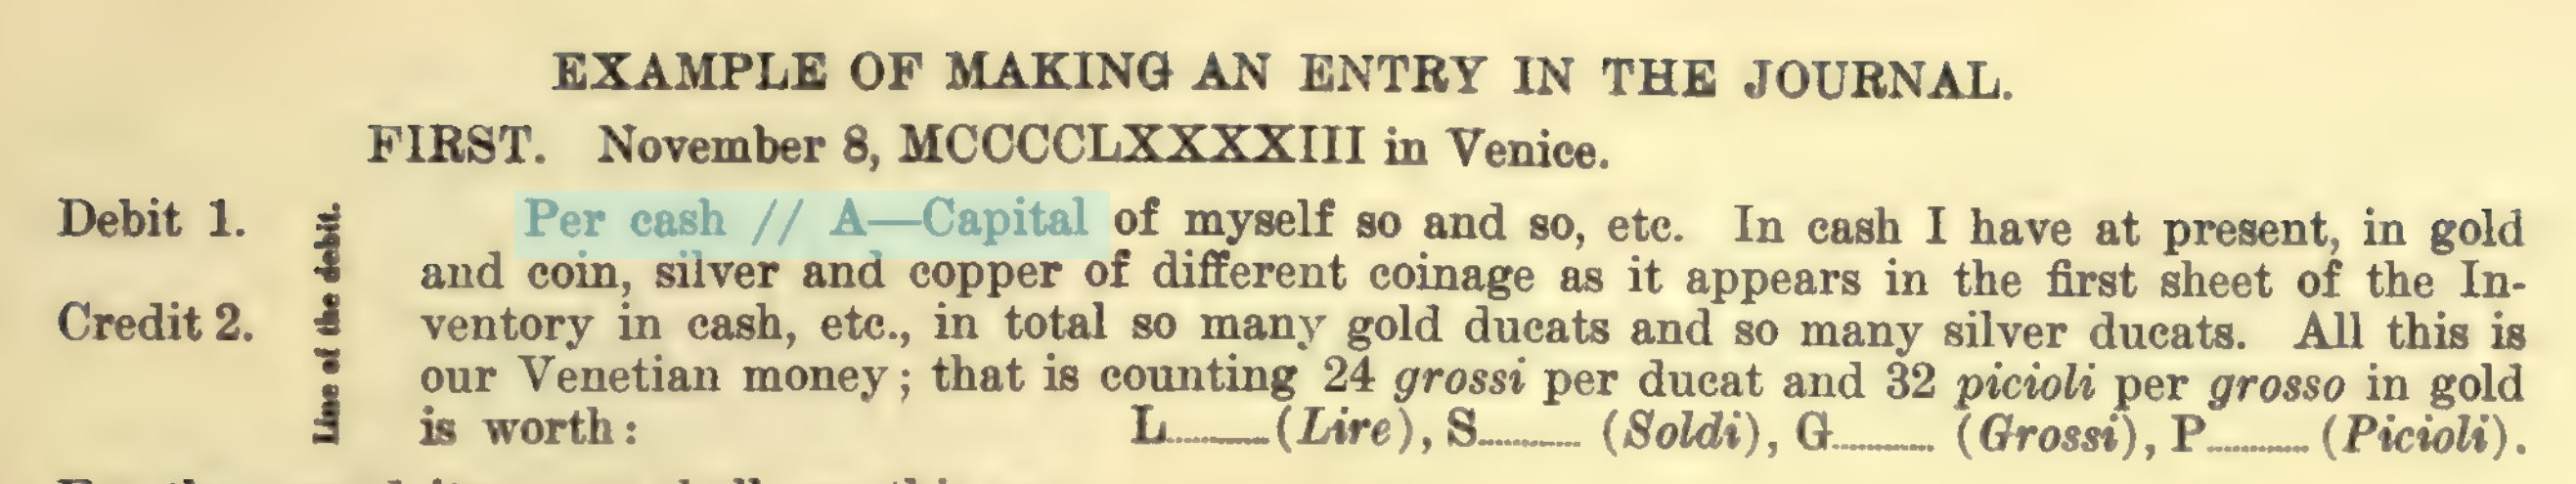 EXAMPLE OF MAKING AN ENTRY IN THE JOURNAL.
FIRST. November 8, MCCCCLXXXXIII in Venice.
Debit 1.
Credit 2.
Line of the debit.
Per cash // A—Capital of myself so and so, etc. In cash I have at present, in gold
and coin, silver and copper of different coinage as it appears in the first sheet of the In-
ventory in cash, etc., in total so many gold ducats and so many silver ducats. All this is
our Venetian money; that is counting 24 grossi per ducat and 32 picioli per grosso in gold
is worth: L........(Lire), S........ (Soldi), G........ (Grossi), P........ (Picioli).